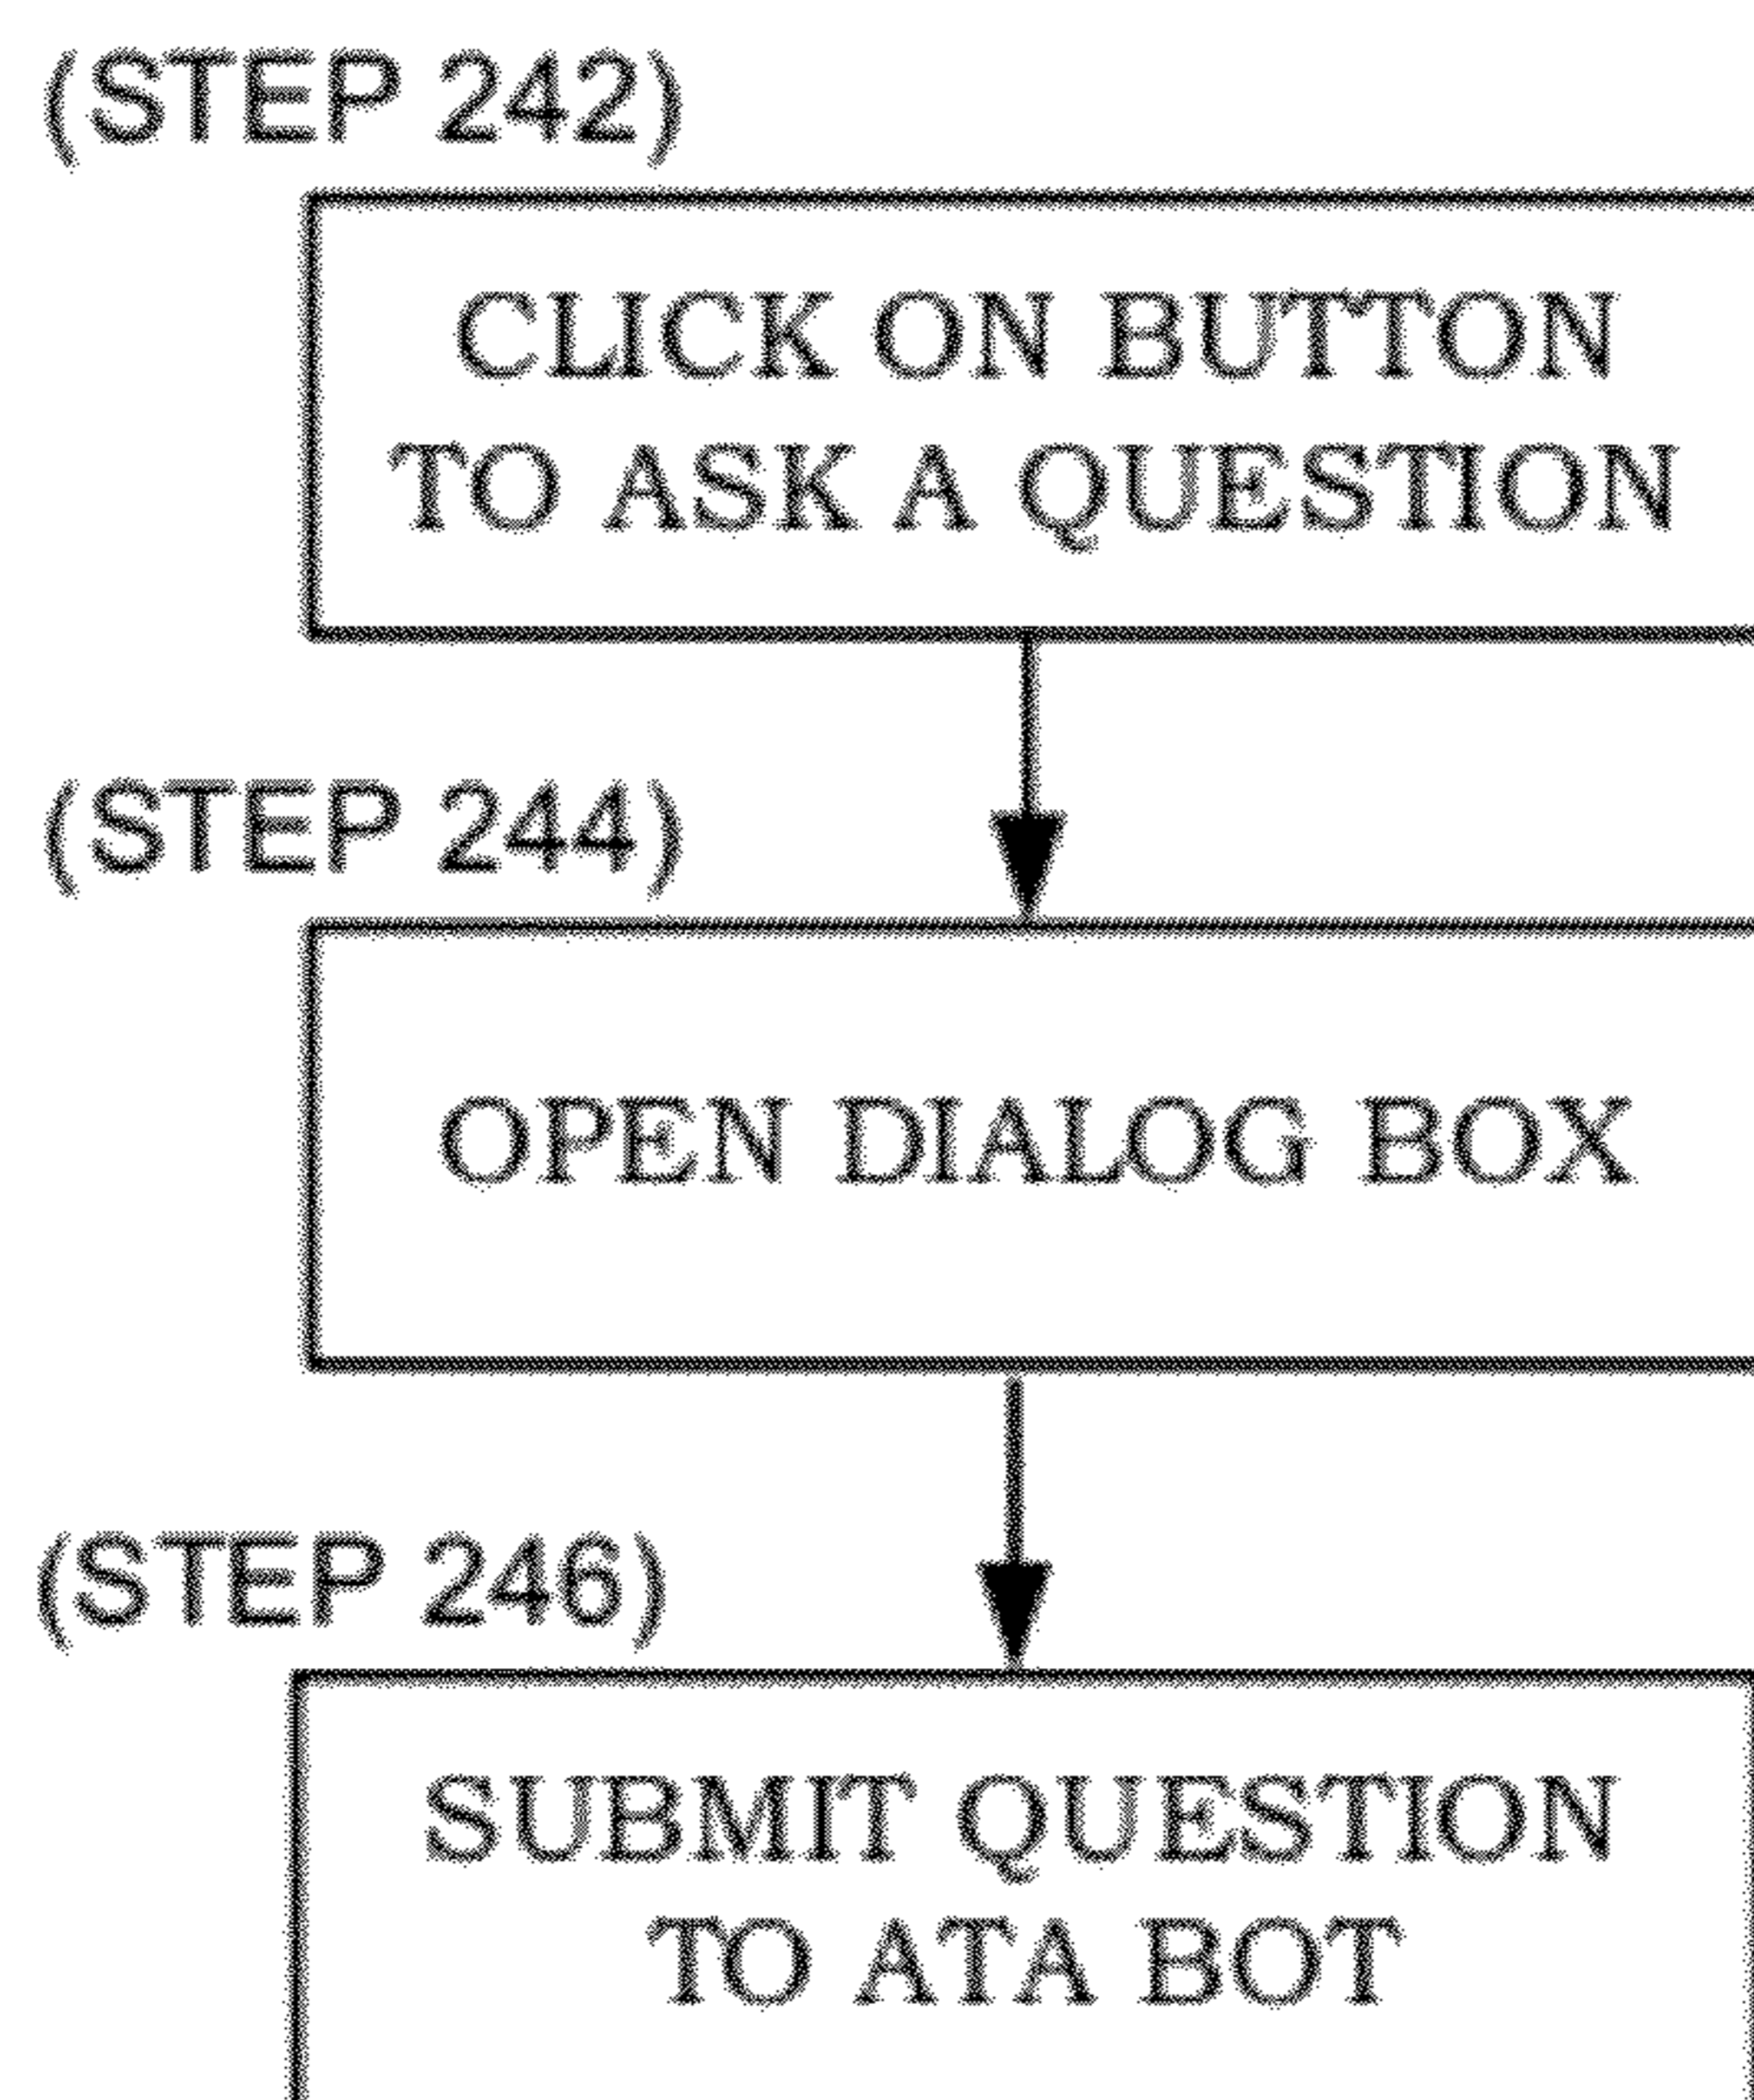 (STEP 242)
CLICK ON BUTTON
TO ASK A QUESTION
(STEP 244)
OPEN DIALOG BOX
(STEP 246)
SUBMIT QUESTION
TO ATA BOT